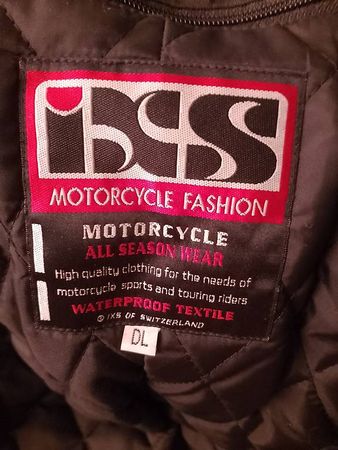 iXS
MOTORCYCLE FASHION
MOTORCYCLE
ALL SEASON WEAR
High quality clothing for the needs of
motorcycle sports and touring riders
WATERPROOF TEXTILE
© IXS OF SWITZERLAND
DL